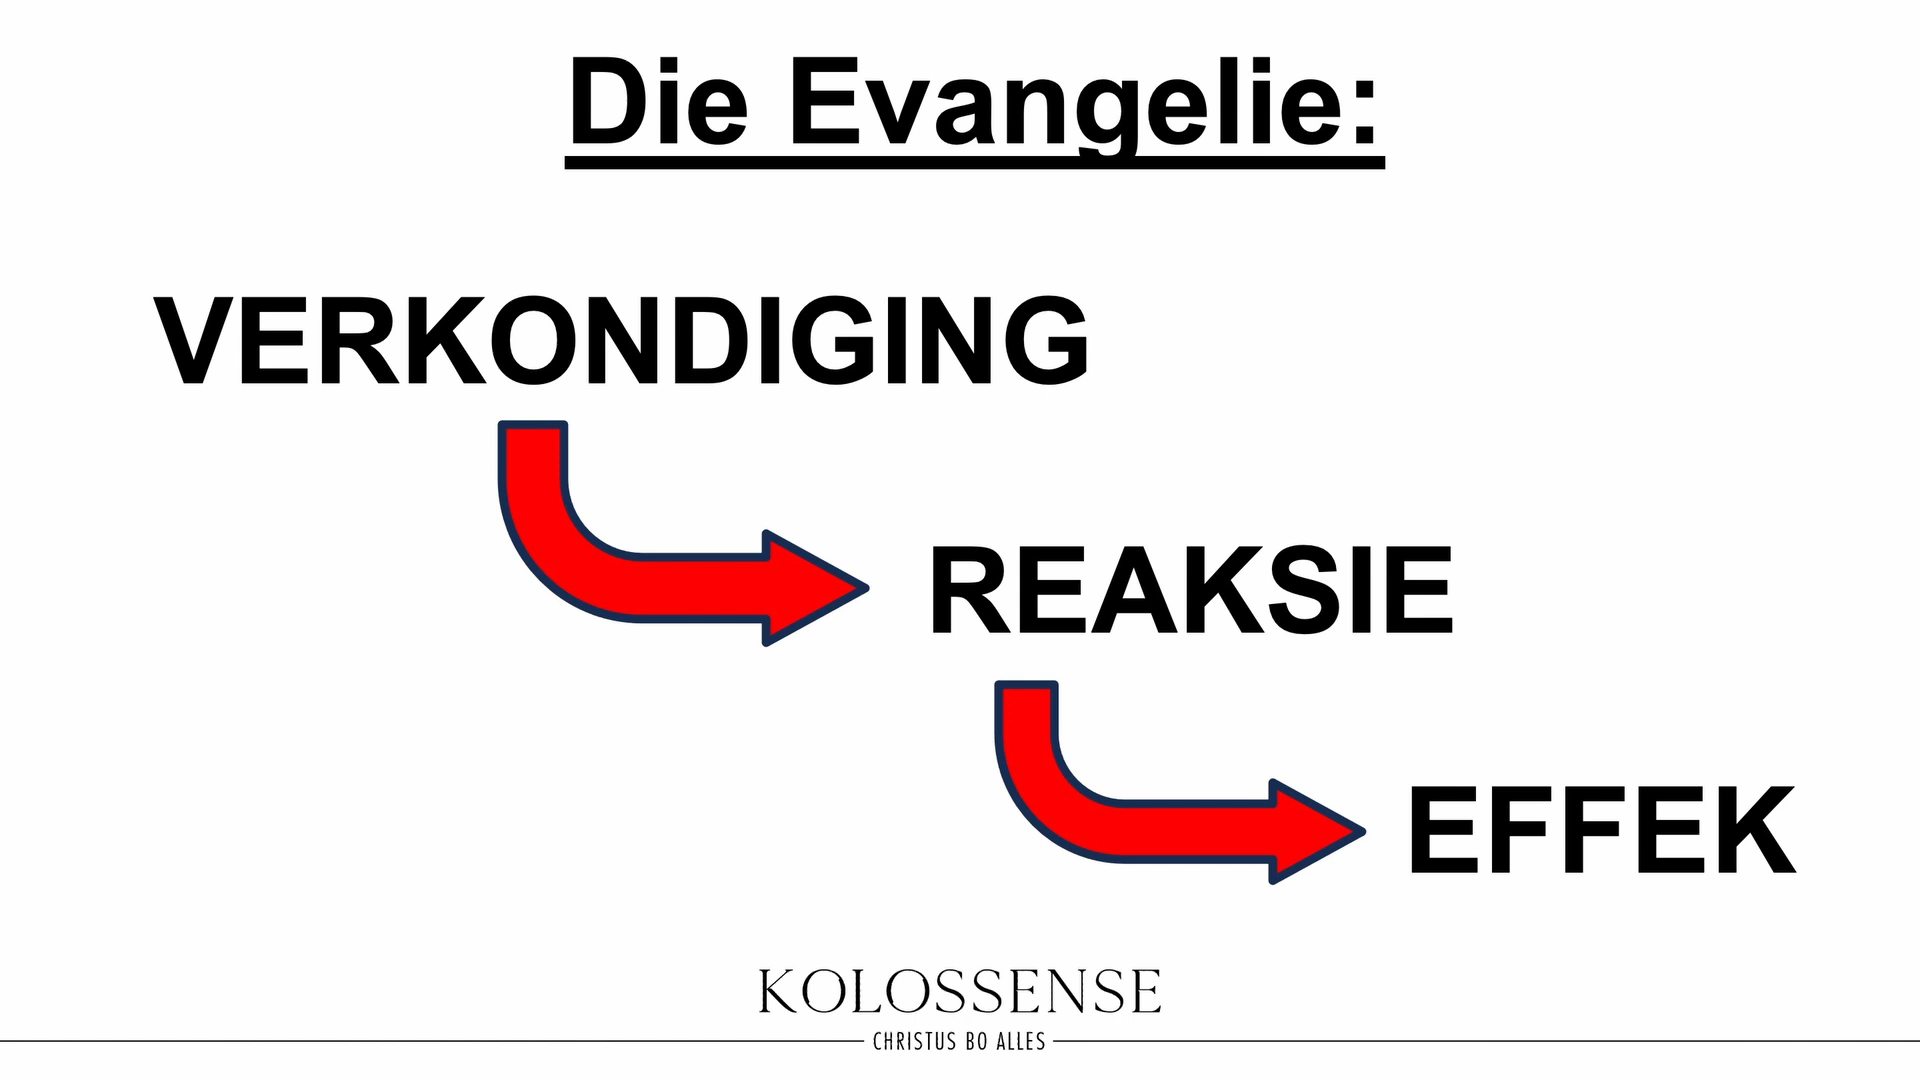 Die Evangelie:
VERKONDIGING
REAKSIE
EFFEK
KOLOSSENSE
CHRISTUS BO ALLES